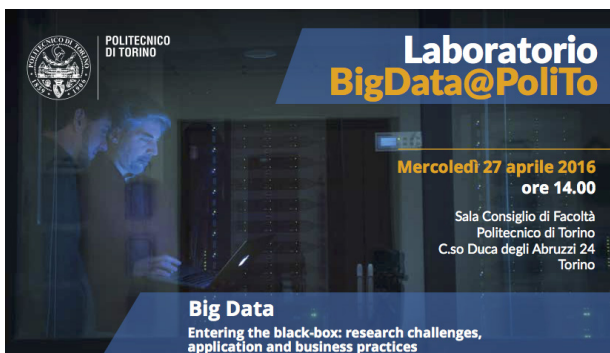 POLITECNICO
DI TORINO
Laboratorio
BigData@PoliTo
Mercoledì 27 aprile 2016
ore 14.00
Sala Consiglio di Facoltà
Politecnico di Torino
C.so Duca degli Abruzzi 24
Torino
Big Data
Entering the black-box: research challenges,
application and business practices